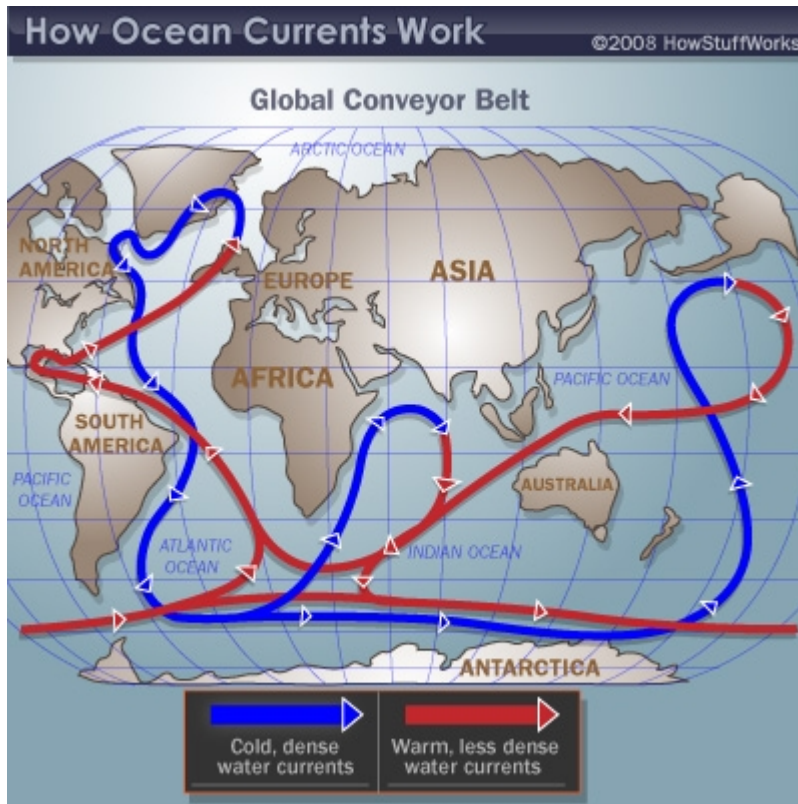 How Ocean Currents Work
©2008 HowStuffWorks
Global Conveyor Belt
ARCTIC OCEAN
NORTH
AMERICA
EUROPE
ASIA
AFRICA
PACIFIC OCEAN
SOUTH
AMERICA
PACIFIC
OCEAN
AUSTRALIA
ATLANTIC
OCEAN
INDIAN OCEAN
ANTARCTICA
Cold, dense
water currents
Warm, less dense
water currents